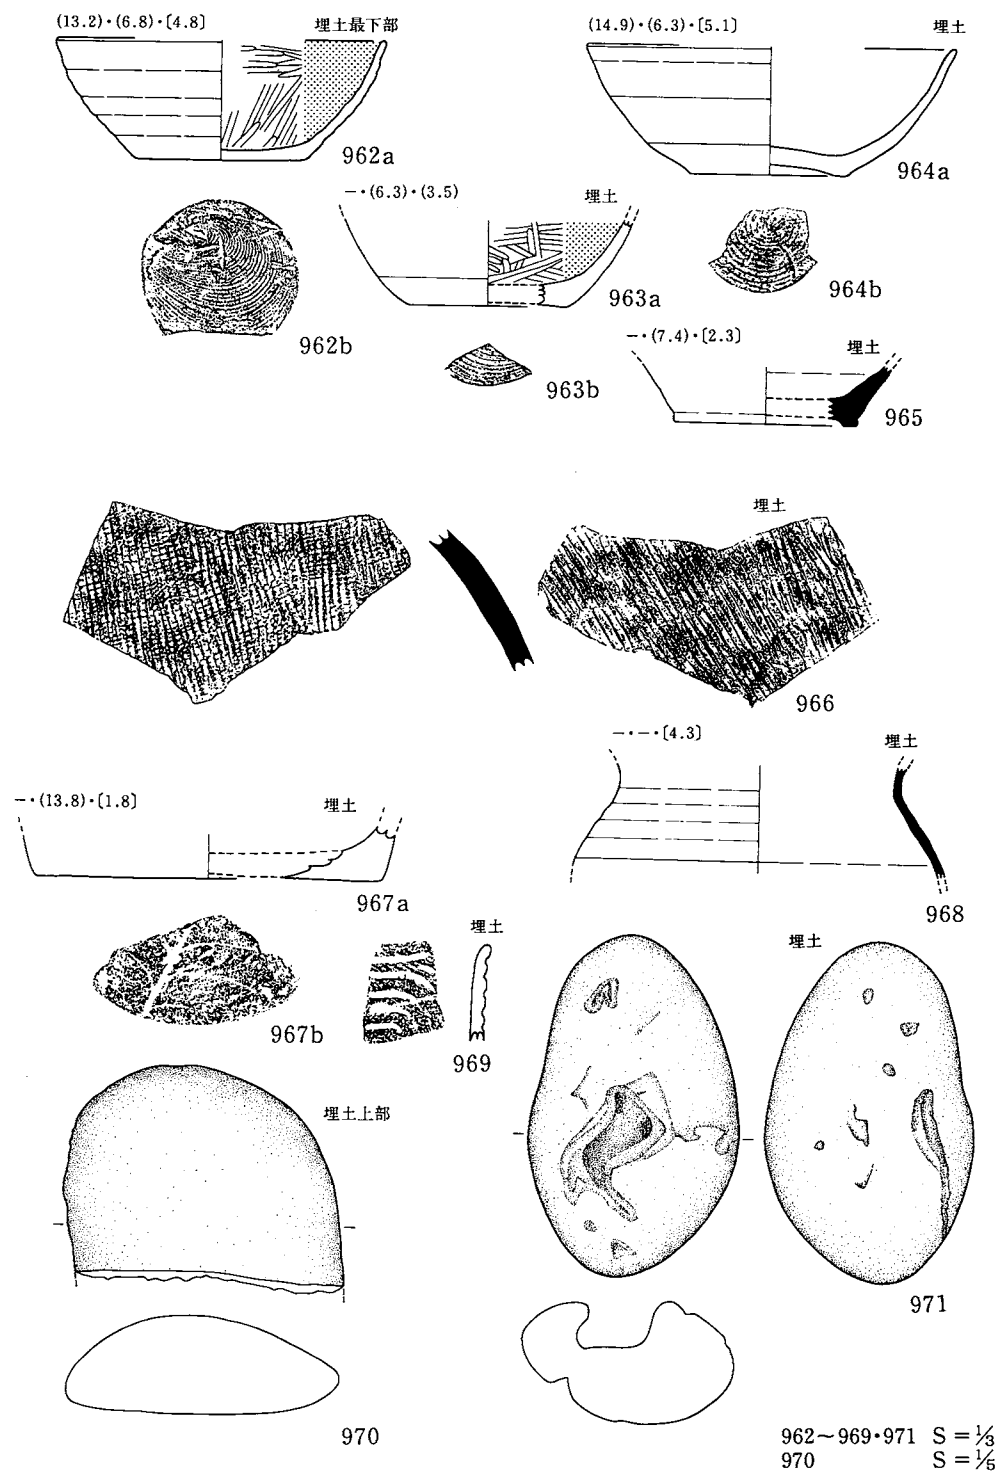 (13.2)・(6.8)・[4.8]
埋土最下部
962a
(14.9)・(6.3)・[5.1]
埋土
964a
962b
ー・(6.3)・(3.5)
埋土
963a
964b
963b
ー・(7.4)・[2.3]
埋土
965
埋土
966
ー・(13.8)・[1.8]
埋土
967a
ー・ー・[4.3]
埋土
968
967b
埋土
969
埋土上部
970
埋土
971
962～969・971 S=1/3
970 S=1/5